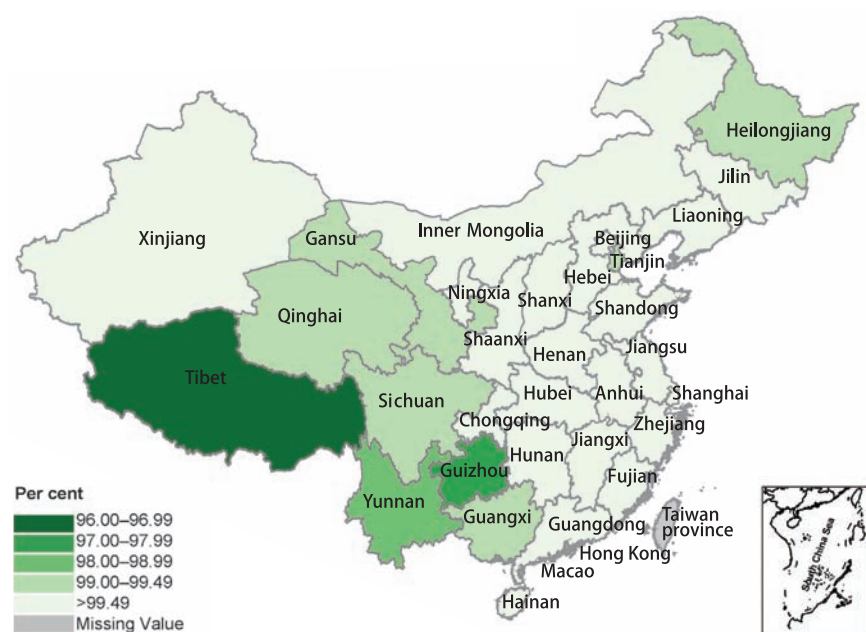 Heilongjiang
Jilin
Liaoning
Inner Mongolia
Xinjiang
Gansu
Beijing
Tianjin
Hebei
Ningxia
Shanxi
Shandong
Qinghai
Shaanxi
Henan
Jiangsu
Tibet
Sichuan
Hubei
Anhui
Shanghai
Chongqing
Zhejiang
Jiangxi
Hunan
Guizhou
Fujian
Yunnan
Guangxi
Guangdong
Taiwan
province
Hong Kong
Macao
Hainan
Per cent
96.00–96.99
97.00–97.99
98.00–98.99
99.00–99.49
>99.49
Missing Value
South China Sea